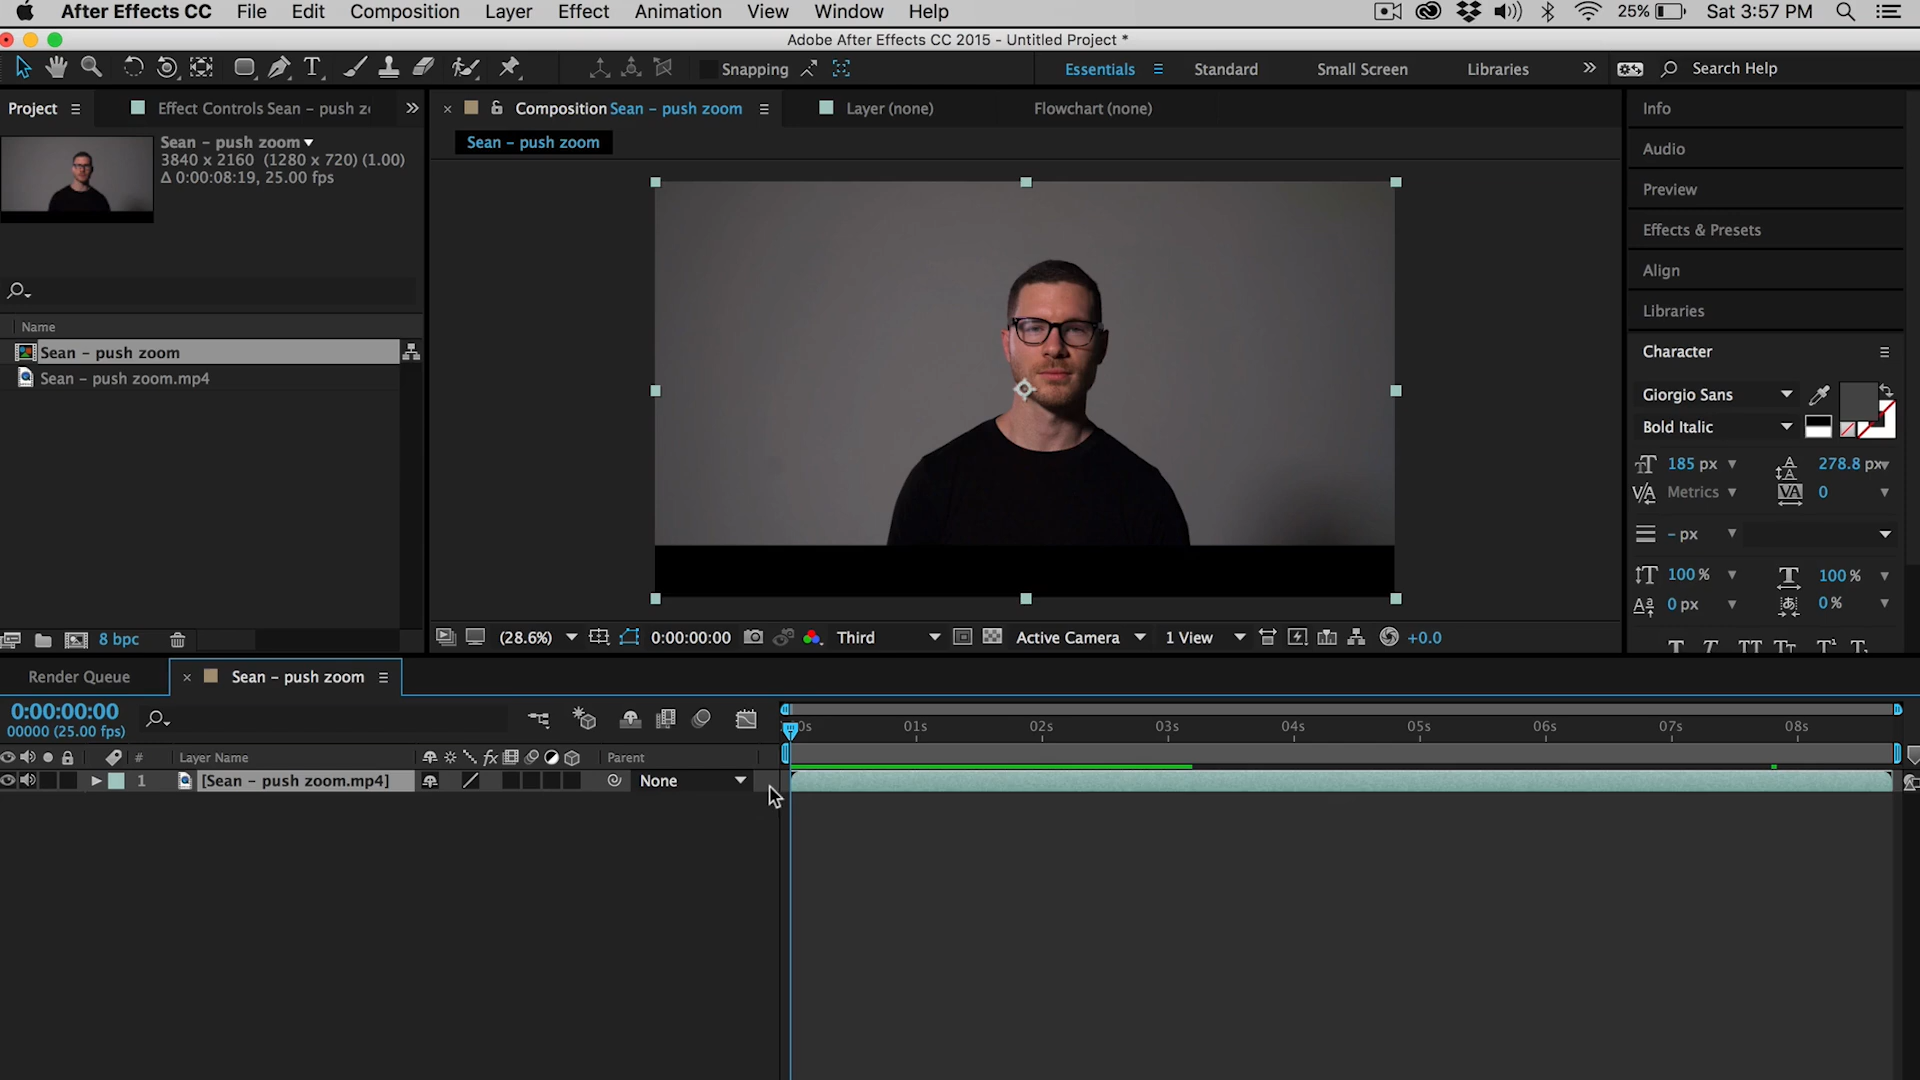 After Effects CC File Edit Composition Layer Effect Animation View Window Help 25% Sat 3:57 PM
Adobe After Effects CC 2015 - Untitled Project *
Snapping Essentials Standard Small Screen Libraries Search Help
Project Effect Controls Sean - push z
Composition Sean - push zoom Layer (none) Flowchart (none)
Sean - push zoom
Sean - push zoom
3840 x 2160 (1280 x 720) (1.00)
Δ 0:00:08:19, 25.00 fps
Name
Sean - push zoom
Sean - push zoom.mp4
8 bpc
(28.6%) 0:00:00:00 Third Active Camera 1 View +0.0
Info
Audio
Preview
Effects & Presets
Align
Libraries
Character
Giorgio Sans
Bold Italic
185 px 278.8 px
Metrics 0
- px
100 % 100 %
0 px 0 %
Render Queue Sean - push zoom
0:00:00:00
00000 (25.00 fps)
0s 01s 02s 03s 04s 05s 06s 07s 08s
# Layer Name fx Parent
1 [Sean - push zoom.mp4] None